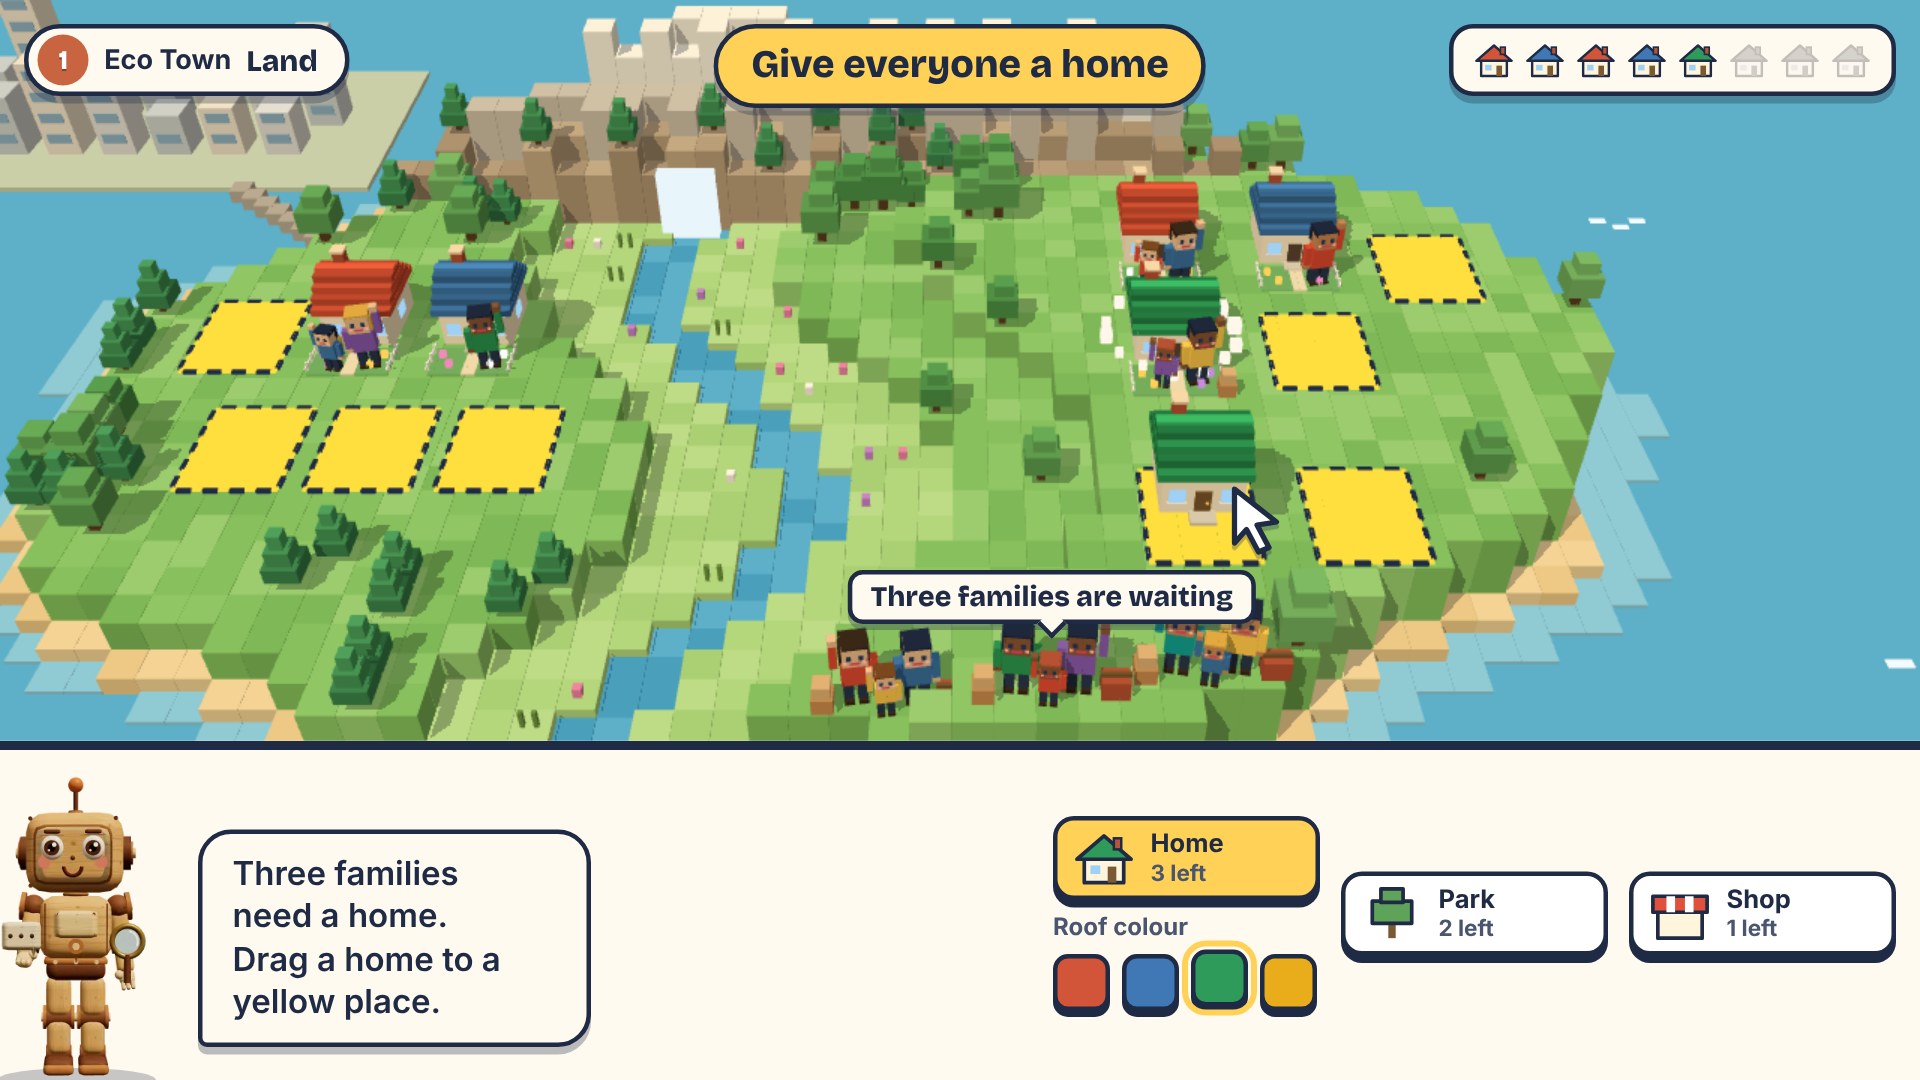 1 Eco Town Land
Give everyone a home
Three families are waiting
Three families
need a home.
Drag a home to a
yellow place.
Home
3 left
Roof colour
Park
2 left
Shop
1 left